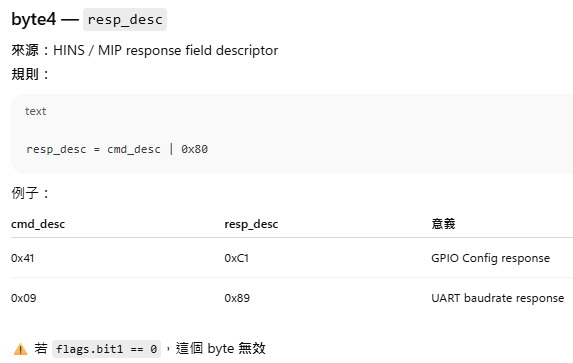 byte4 — resp_desc
來源：HINS / MIP response field descriptor
規則：
text
resp_desc = cmd_desc | 0x80
例子：
cmd_desc resp_desc 意義
0x41 0xC1 GPIO Config response
0x09 0x89 UART baudrate response
⚠️ 若 flags.bit1 == 0，這個 byte 無效